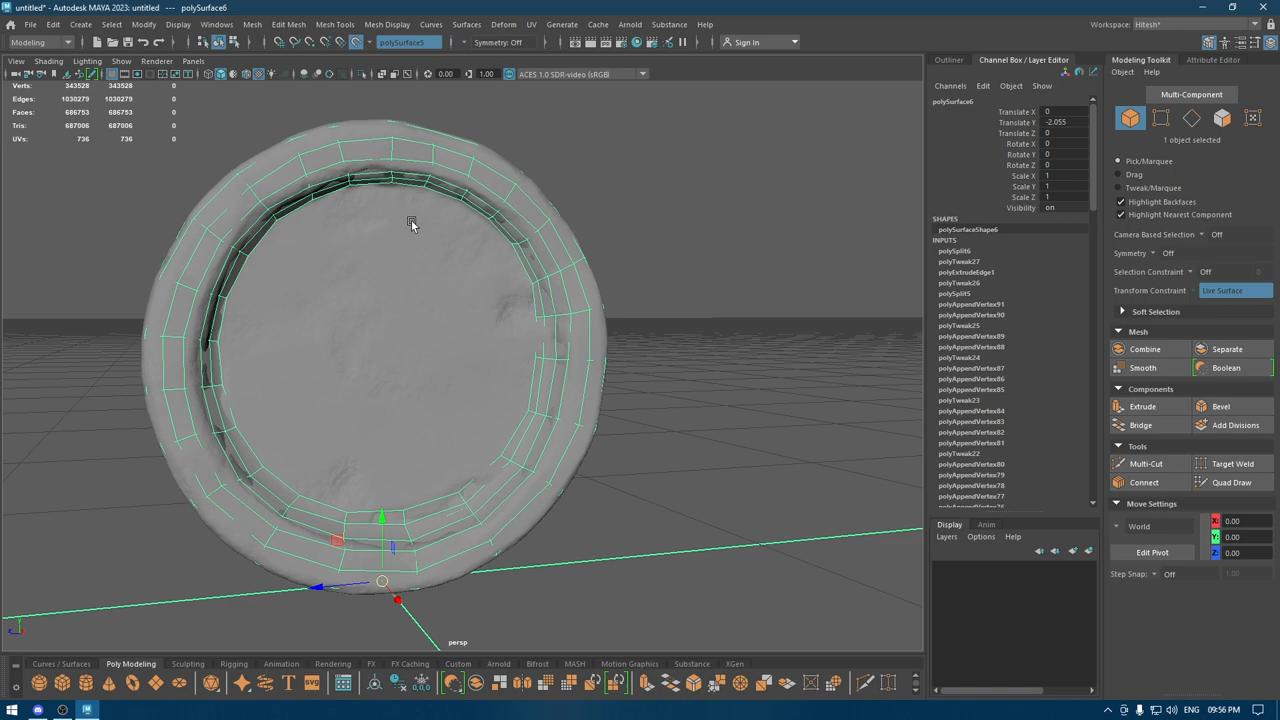 untitled* - Autodesk MAYA 2023: untitled --- polySurface6
File Edit Create Select Modify Display Windows Mesh Edit Mesh Mesh Tools Mesh Display Curves Surfaces Deform UV Generate Cache Arnold Substance Help
Workspace: Hitesh*
Modeling polySurface5 Symmetry: Off Sign In
View Shading Lighting Show Renderer Panels
0.00 1.00 ACES 1.0 SDR-video (sRGB)
Verts: 343528 343528 0
Edges: 1030279 1030279 0
Faces: 686753 686753 0
Tris: 687006 687006 0
UVs: 736 736 0
persp
Outliner Channel Box / Layer Editor
Channels Edit Object Show
polySurface6
Translate X 0
Translate Y -2.055
Translate Z 0
Rotate X 0
Rotate Y 0
Rotate Z 0
Scale X 1
Scale Y 1
Scale Z 1
Visibility on
SHAPES
polySurfaceShape6
INPUTS
polySplit6
polyTweak27
polyExtrudeEdge1
polyTweak26
polySplit5
polyAppendVertex91
polyAppendVertex90
polyTweak25
polyAppendVertex89
polyAppendVertex88
polyTweak24
polyAppendVertex87
polyAppendVertex86
polyAppendVertex85
polyTweak23
polyAppendVertex84
polyAppendVertex83
polyAppendVertex82
polyAppendVertex81
polyTweak22
polyAppendVertex80
polyAppendVertex79
polyAppendVertex78
polyAppendVertex77
Display Anim
Layers Options Help
Modeling Toolkit Attribute Editor
Object Help
Multi-Component
1 object selected
Pick/Marquee
Drag
Tweak/Marquee
Highlight Backfaces
Highlight Nearest Component
Camera Based Selection Off
Symmetry Off
Selection Constraint Off 0
Transform Constraint Live Surface
Soft Selection
Mesh
Combine Separate
Smooth Boolean
Components
Extrude Bevel
Bridge Add Divisions
Tools
Multi-Cut Target Weld
Connect Quad Draw
Move Settings
World X: 0.00
Y: 0.00
Edit Pivot Z: 0.00
Step Snap: Off 1.00
Curves / Surfaces Poly Modeling Sculpting Rigging Animation Rendering FX FX Caching Custom Arnold Bifrost MASH Motion Graphics Substance XGen
SVG 0,0,0
ENG 09:56 PM